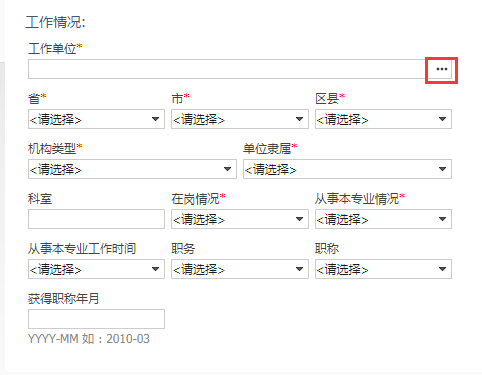 工作情况:
工作单位*
省* 市* 区县*
<请选择> <请选择> <请选择>
机构类型* 单位隶属*
<请选择> <请选择>
科室 在岗情况* 从事本专业情况*
<请选择> <请选择>
从事本专业工作时间 职务 职称
<请选择> <请选择> <请选择>
获得职称年月
YYYY-MM 如：2010-03